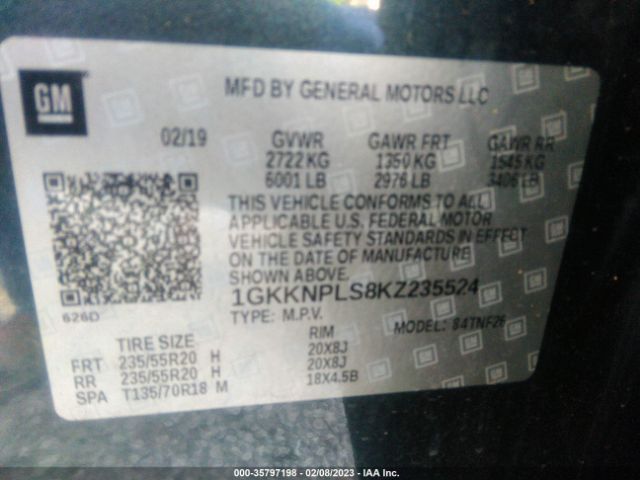 GM
MFD BY GENERAL MOTORS LLC
02/19 GVWR GAWR FRT GAWR RR
2722 KG 1350 KG 1545 KG
6001 LB 2976 LB 3406 LB
THIS VEHICLE CONFORMS TO ALL
APPLICABLE U.S. FEDERAL MOTOR
VEHICLE SAFETY STANDARDS IN EFFECT
ON THE DATE OF MANUFACTURE
SHOWN ABOVE.
1GKKNPLS8KZ235524
626D
TYPE: M.P.V. MODEL: 84TNF26
TIRE SIZE RIM
FRT 235/55R20 H 20X8J
RR 235/55R20 H 20X8J
SPA T135/70R18 M 18X4.5B
000-35797198 - 02/08/2023 - IAA Inc.